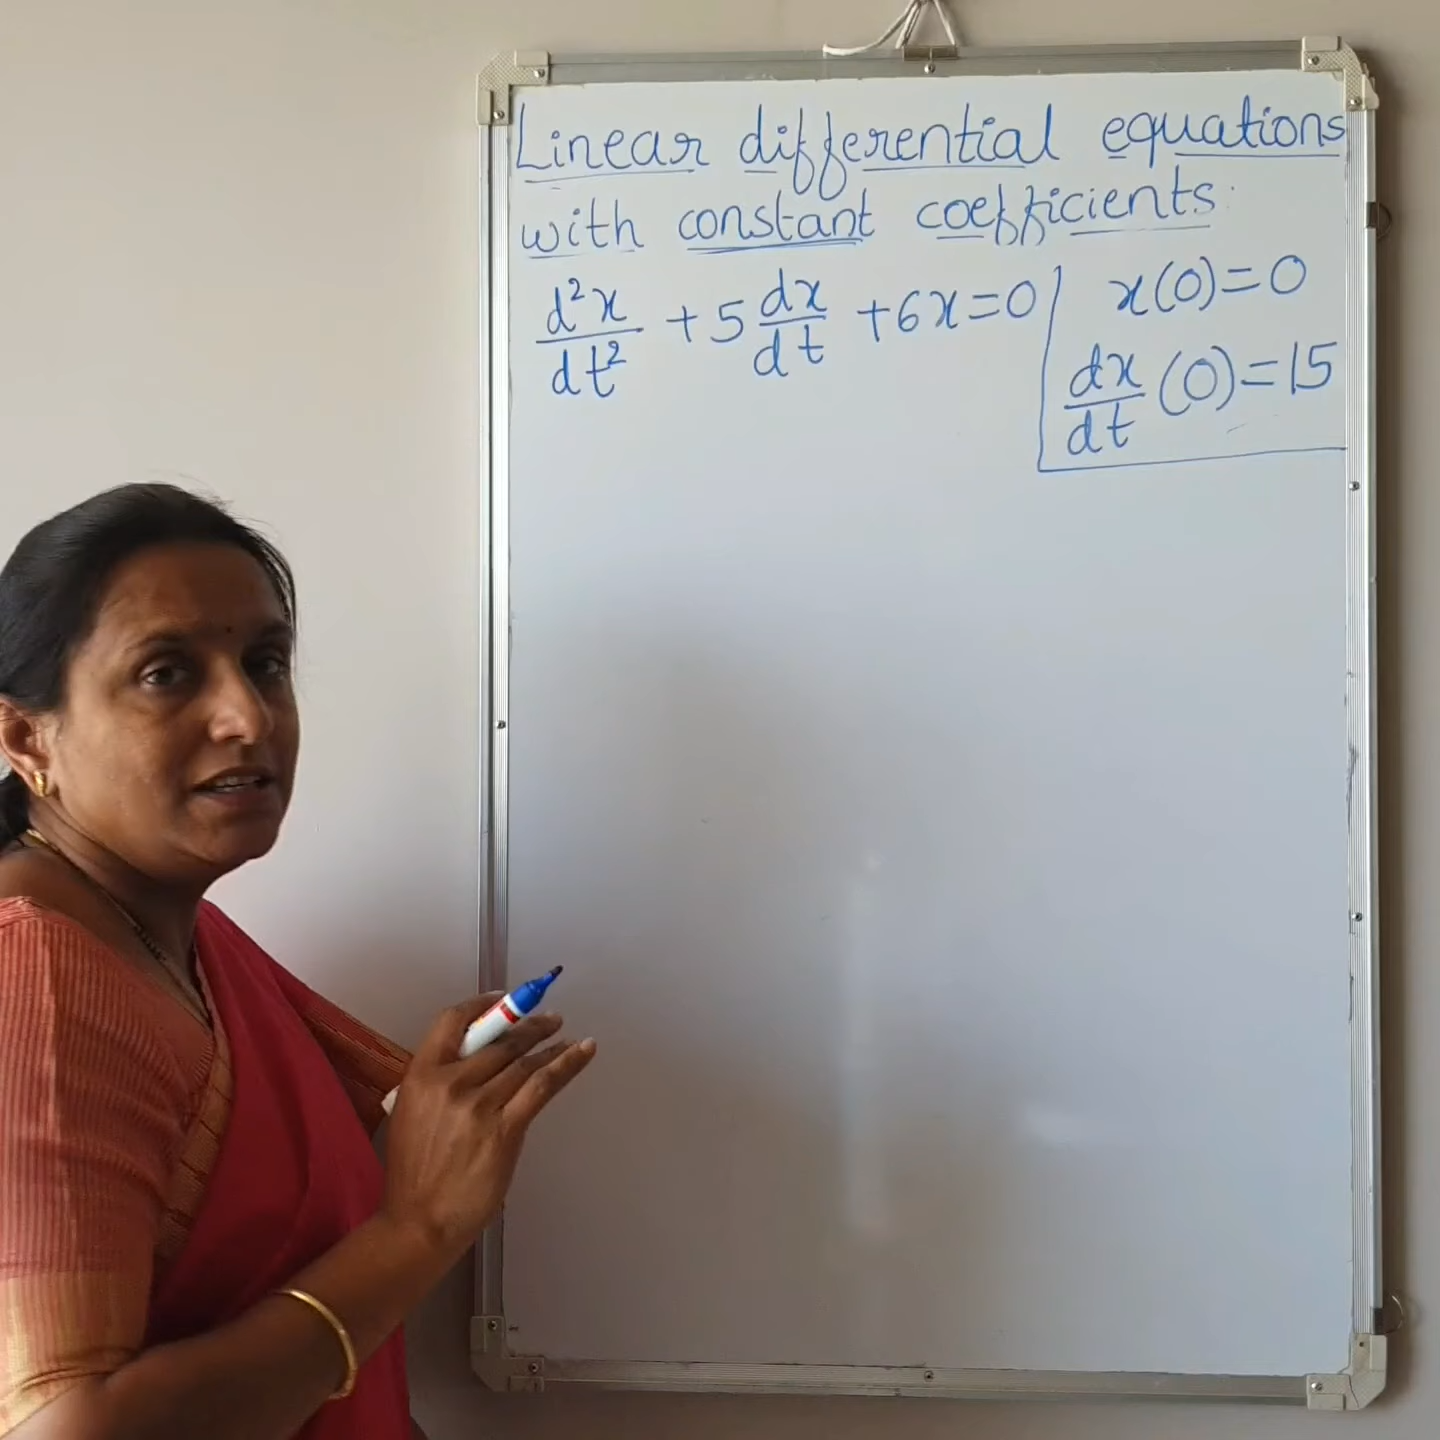 Linear differential equations
with constant coefficients:
d²x/dt² + 5 dx/dt + 6x = 0
x(0) = 0
dx/dt (0) = 15